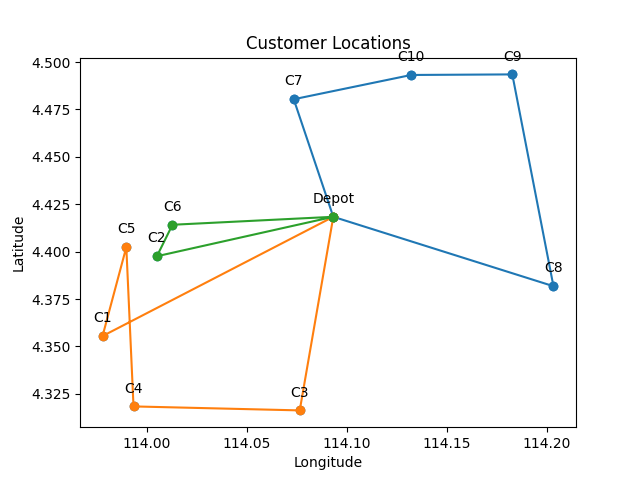 Customer Locations
4.500
4.475
4.450
4.425
4.400
4.375
4.350
4.325
Latitude
C10
C9
C7
Depot
C6
C5
C2
C8
C1
C4
C3
114.00
114.05
114.10
114.15
114.20
Longitude